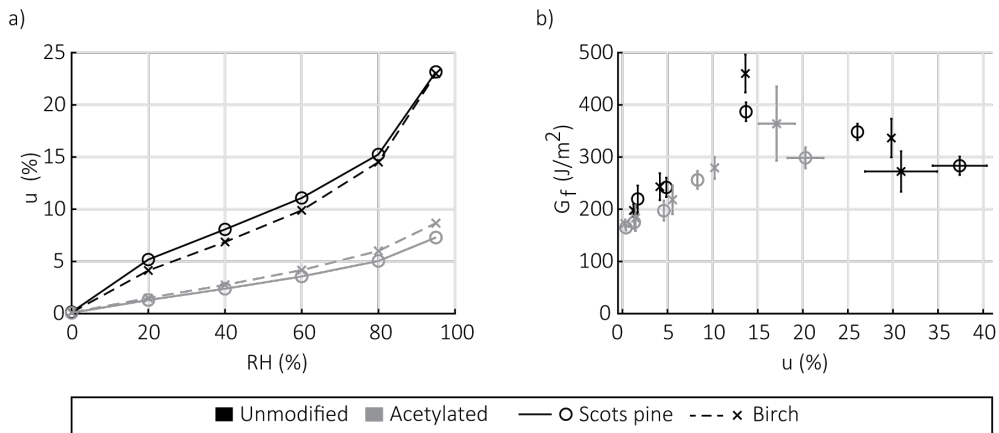 a)
b)
25
20
15
10
5
0
u (%)
0 20 40 60 80 100
RH (%)
500
400
300
200
100
0
G_f (J/m²)
0 5 10 15 20 25 30 35 40
u (%)
Unmodified Acetylated Scots pine Birch